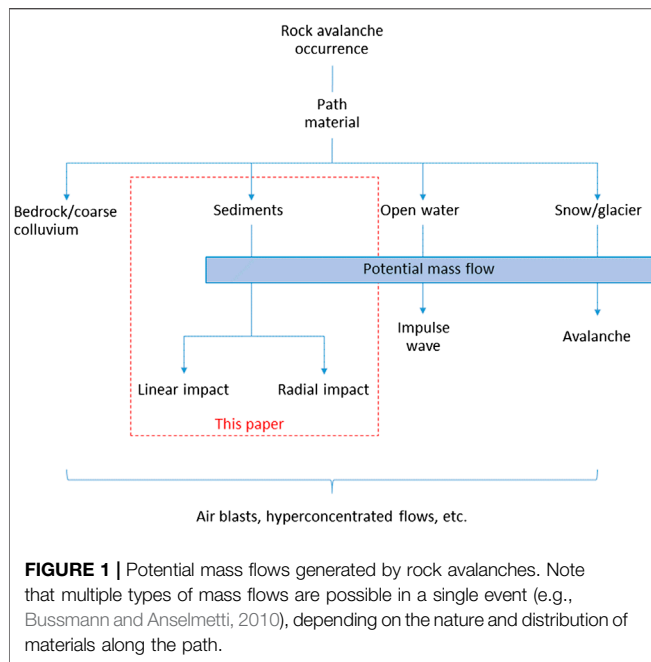 Rock avalanche
occurrence
Path
material
Bedrock/coarse
colluvium
Sediments
Open water
Snow/glacier
Potential mass flow
Impulse
wave
Avalanche
Linear impact
Radial impact
This paper
Air blasts, hyperconcentrated flows, etc.
FIGURE 1 | Potential mass flows generated by rock avalanches. Note
that multiple types of mass flows are possible in a single event (e.g.,
Bussmann and Anselmetti, 2010), depending on the nature and distribution of
materials along the path.